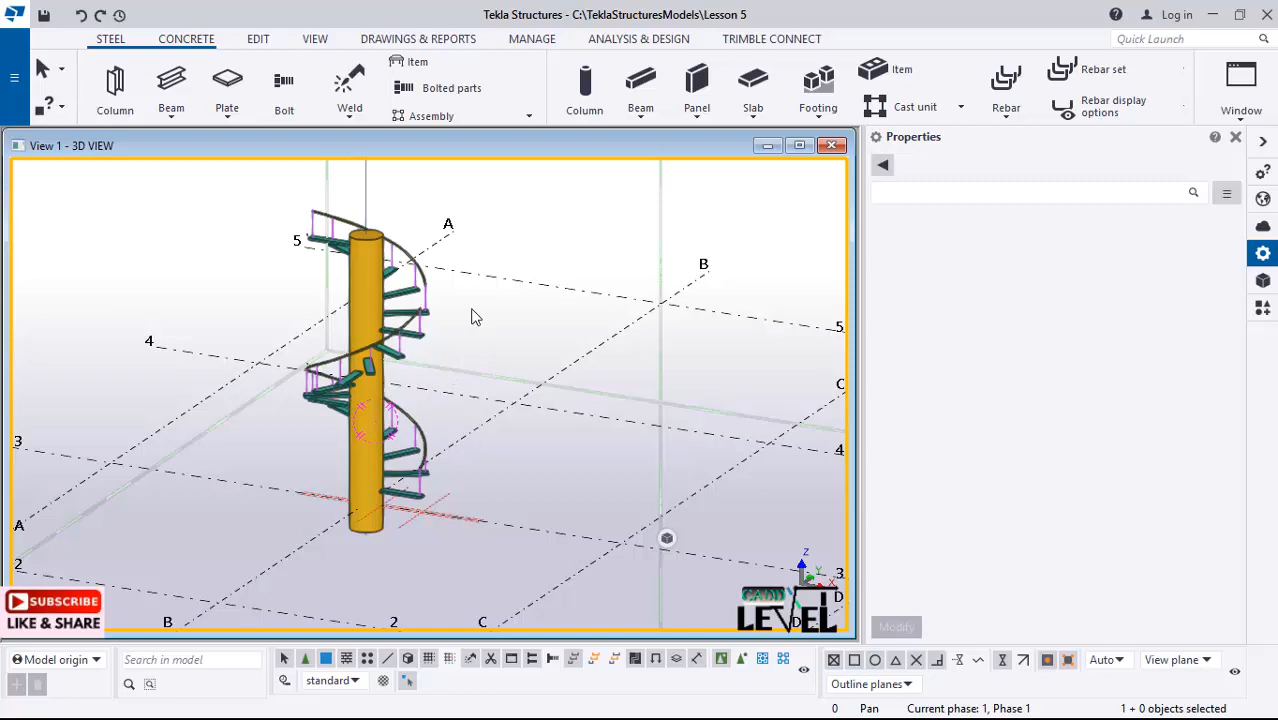 Tekla Structures - C:\TeklaStructuresModels\Lesson 5
Log in
STEEL CONCRETE EDIT VIEW DRAWINGS & REPORTS MANAGE ANALYSIS & DESIGN TRIMBLE CONNECT Quick Launch
Column Beam Plate Bolt Weld Item Bolted parts Assembly
Column Beam Panel Slab Footing Item Cast unit Rebar Rebar set Rebar display options Window
View 1 - 3D VIEW
Properties
A
5
B
4
5
C
3
4
A
2
3
D
B
2
C
D
Z
Y
X
SUBSCRIBE
LIKE & SHARE
CADD
LEVEL
Modify
Model origin
Search in model
standard
Auto
View plane
Outline planes
0 Pan Current phase: 1, Phase 1 1 + 0 objects selected